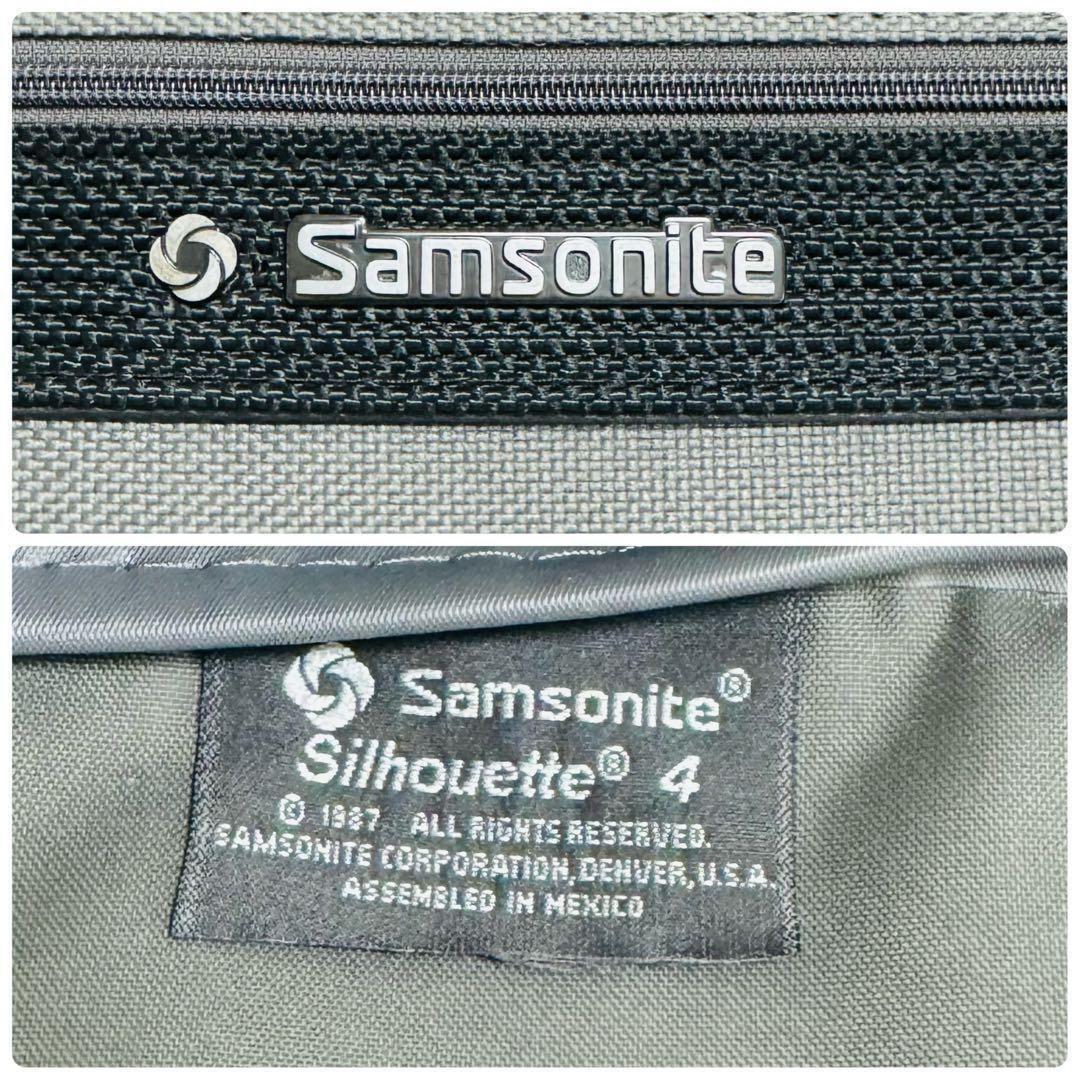 Samsonite
Samsonite®
Silhouette® 4
© 1987 ALL RIGHTS RESERVED.
SAMSONITE CORPORATION, DENVER, U.S.A.
ASSEMBLED IN MEXICO